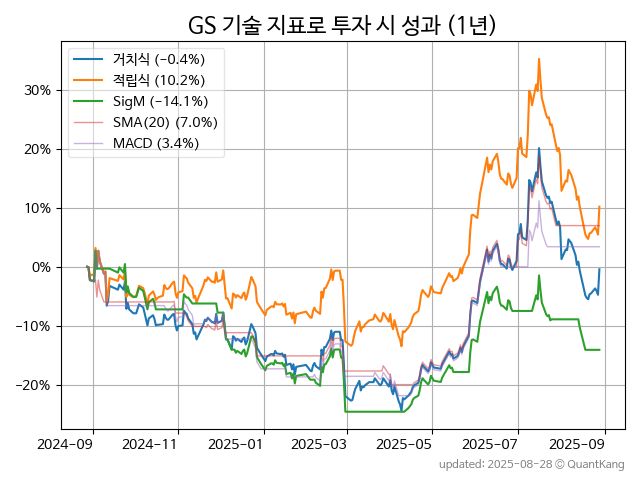 GS 기술 지표로 투자 시 성과 (1년)
거치식 (−0.4%)
적립식 (10.2%)
SigM (−14.1%)
SMA(20) (7.0%)
MACD (3.4%)
30%
20%
10%
0%
−10%
−20%
2024-09 2024-11 2025-01 2025-03 2025-05 2025-07 2025-09
updated: 2025-08-28 © QuantKang